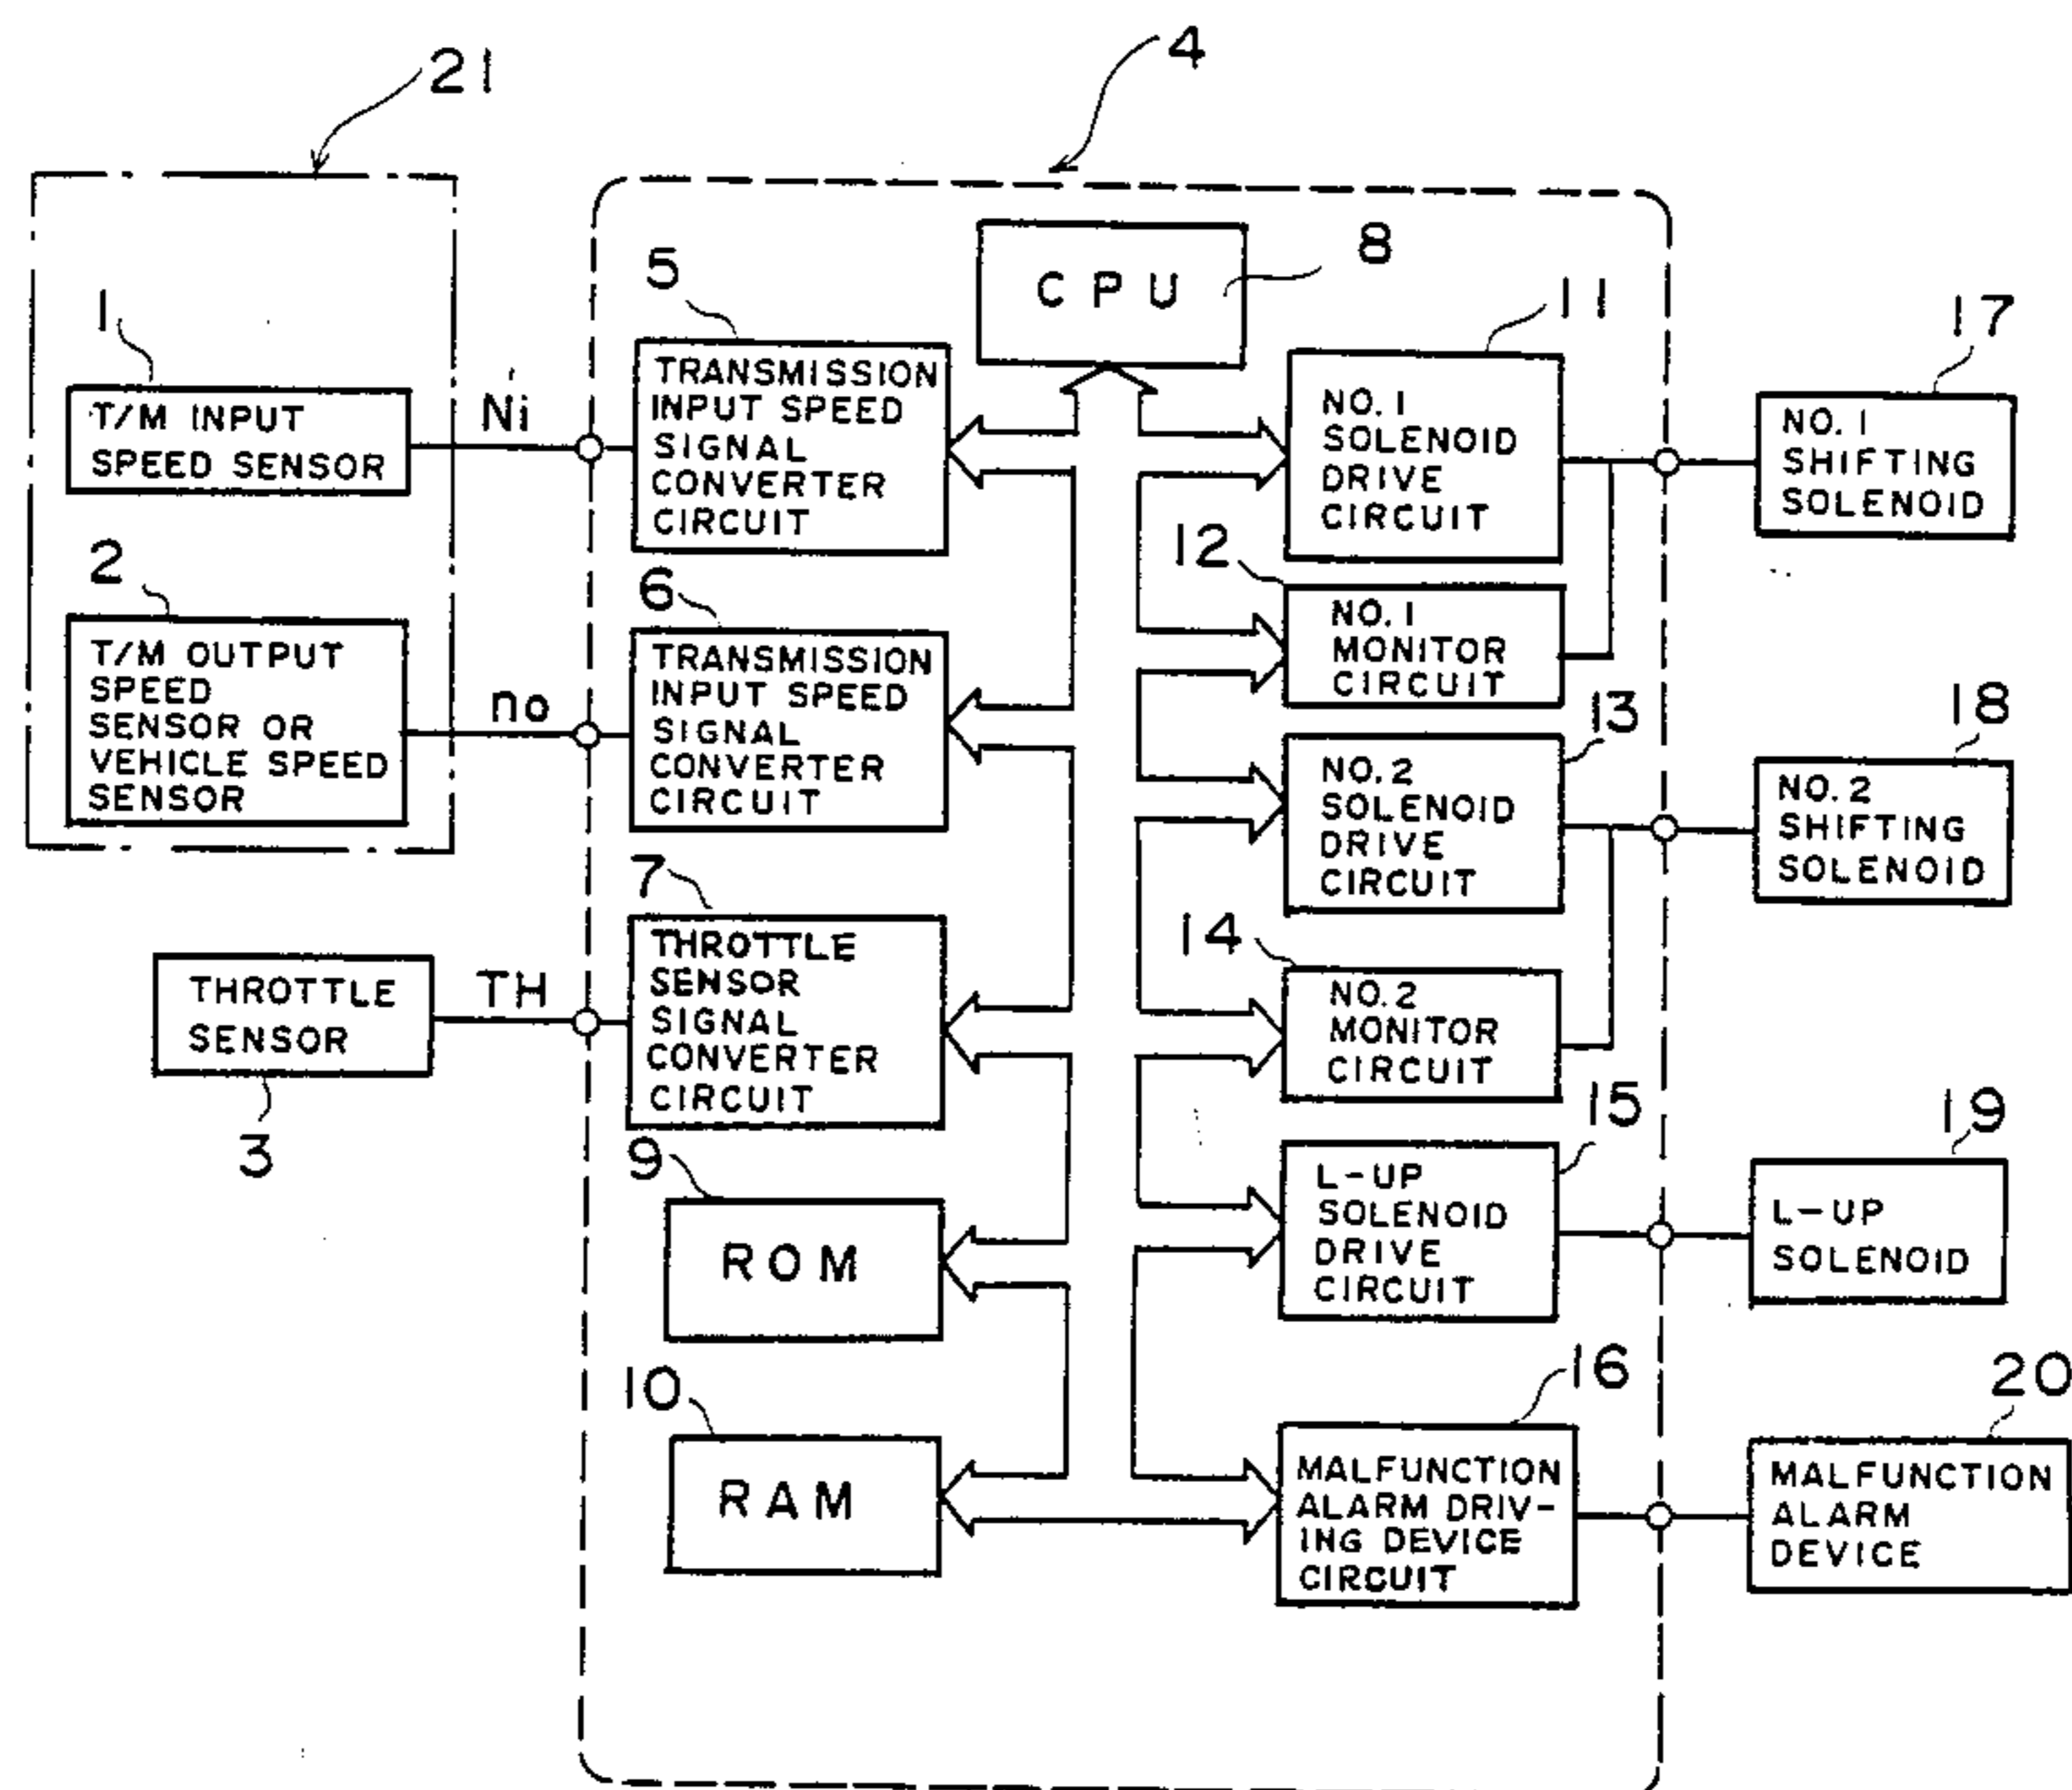 21
4
1
T/M INPUT
SPEED SENSOR
Ni
2
T/M OUTPUT
SPEED
SENSOR OR
VEHICLE SPEED
SENSOR
no
THROTTLE
SENSOR
TH
3
5
TRANSMISSION
INPUT SPEED
SIGNAL
CONVERTER
CIRCUIT
6
TRANSMISSION
INPUT SPEED
SIGNAL
CONVERTER
CIRCUIT
7
THROTTLE
SENSOR
SIGNAL
CONVERTER
CIRCUIT
9
ROM
10
RAM
CPU
8
11
NO. 1
SOLENOID
DRIVE
CIRCUIT
12
NO. 1
MONITOR
CIRCUIT
13
NO. 2
SOLENOID
DRIVE
CIRCUIT
14
NO. 2
MONITOR
CIRCUIT
15
L-UP
SOLENOID
DRIVE
CIRCUIT
16
MALFUNCTION
ALARM DRIV-
ING DEVICE
CIRCUIT
17
NO. 1
SHIFTING
SOLENOID
18
NO. 2
SHIFTING
SOLENOID
19
L-UP
SOLENOID
20
MALFUNCTION
ALARM
DEVICE